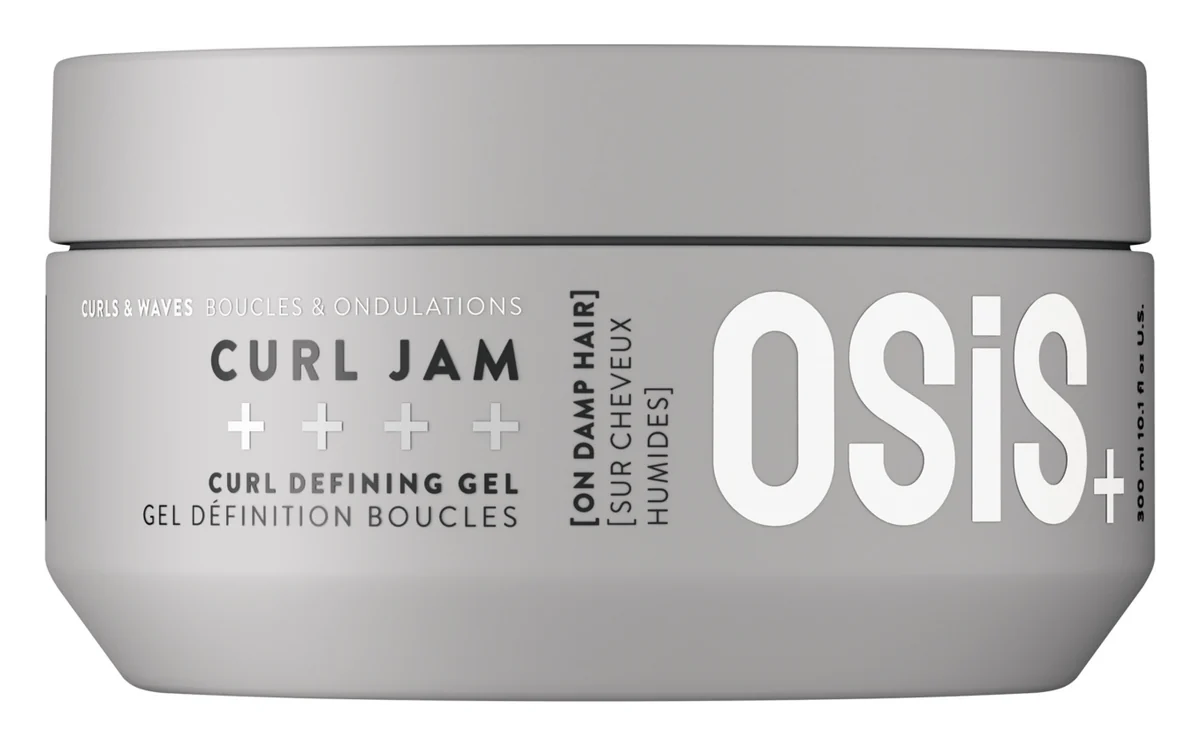 CURLS & WAVES BOUCLES & ONDULATIONS
CURL JAM
+ + + +
CURL DEFINING GEL
GEL DÉFINITION BOUCLES
[ON DAMP HAIR]
[SUR CHEVEUX
HUMIDES]
OSiS+
300 ml 10.1 fl oz U.S.